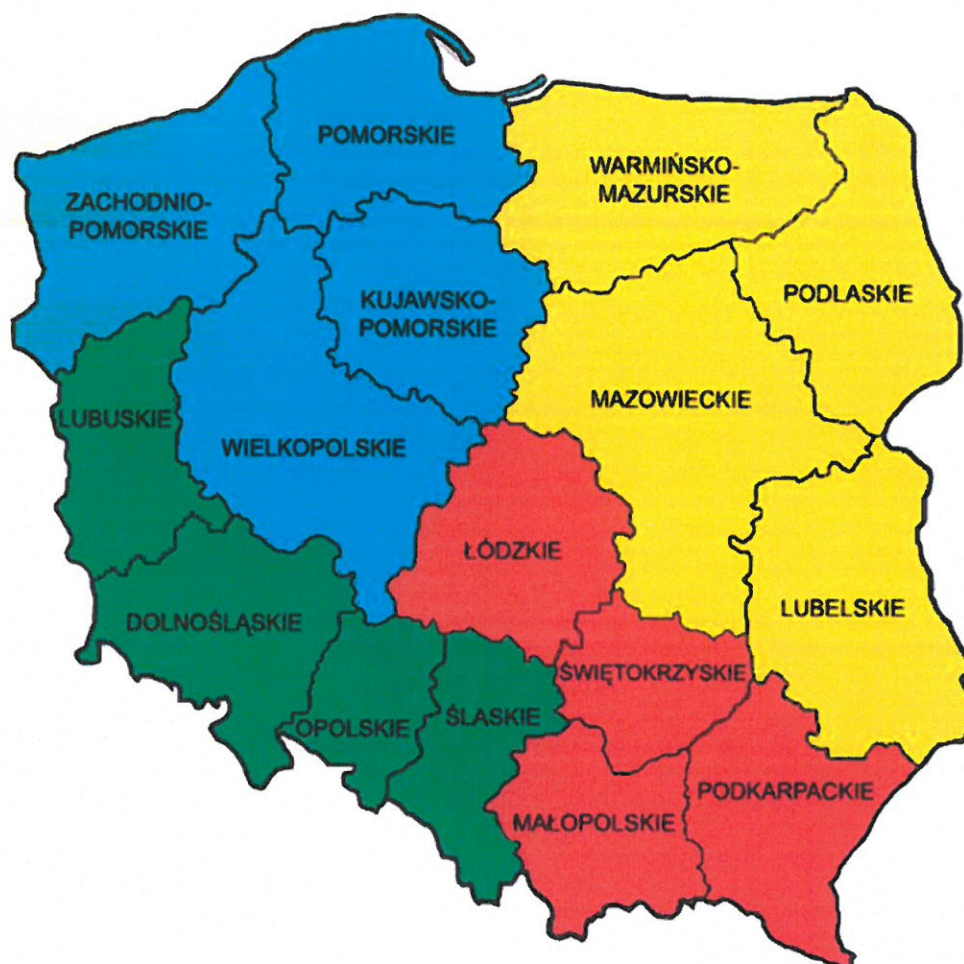 POMORSKIE
WARMIŃSKO-
MAZURSKIE
ZACHODNIO-
POMORSKIE
PODLASKIE
KUJAWSKO-
POMORSKIE
MAZOWIECKIE
LUBUSKIE
WIELKOPOLSKIE
ŁÓDZKIE
LUBELSKIE
DOLNOŚLĄSKIE
ŚWIĘTOKRZYSKIE
OPOLSKIE
ŚLASKIE
PODKARPACKIE
MAŁOPOLSKIE